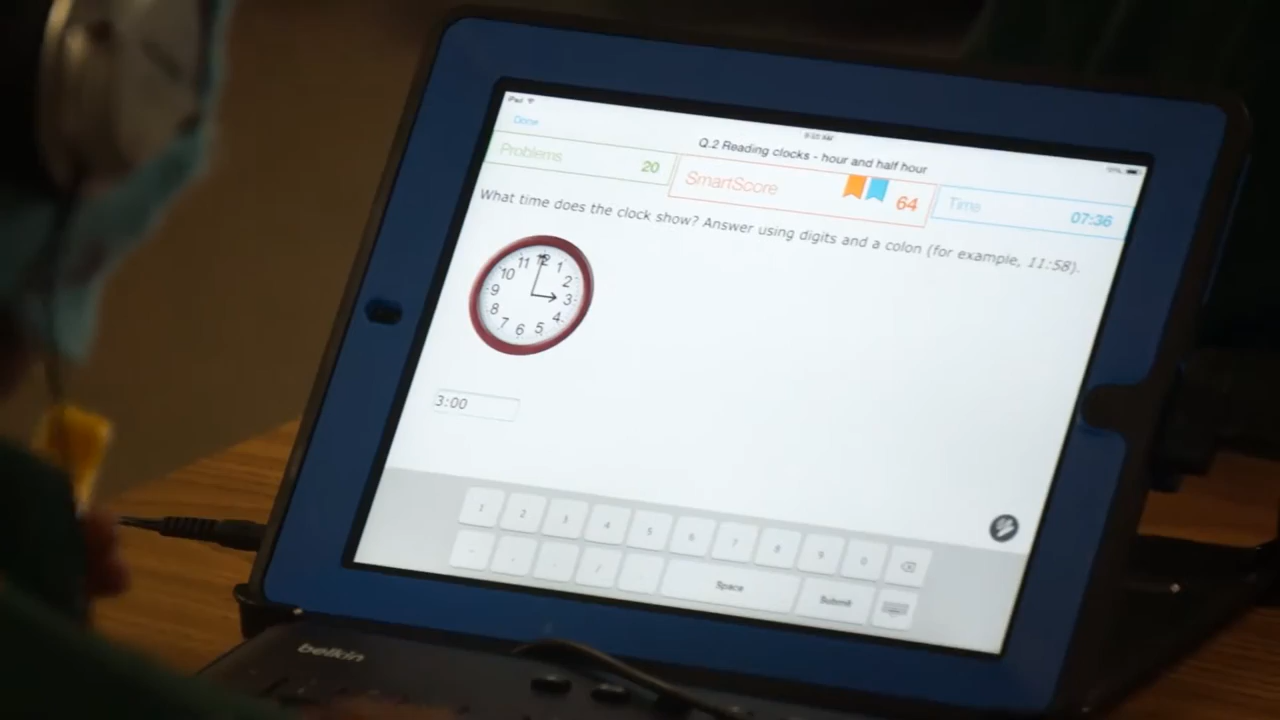 iPad
Done
Q.2 Reading clocks - hour and half hour
Problems 20
SmartScore 64
Time 07:36
What time does the clock show? Answer using digits and a colon (for example, 11:58).
12
11 1
10 2
9 3
8 4
7 5
6
3:00
1 2 3 4 5 6 7 8 9 0
Space Submit
belkin